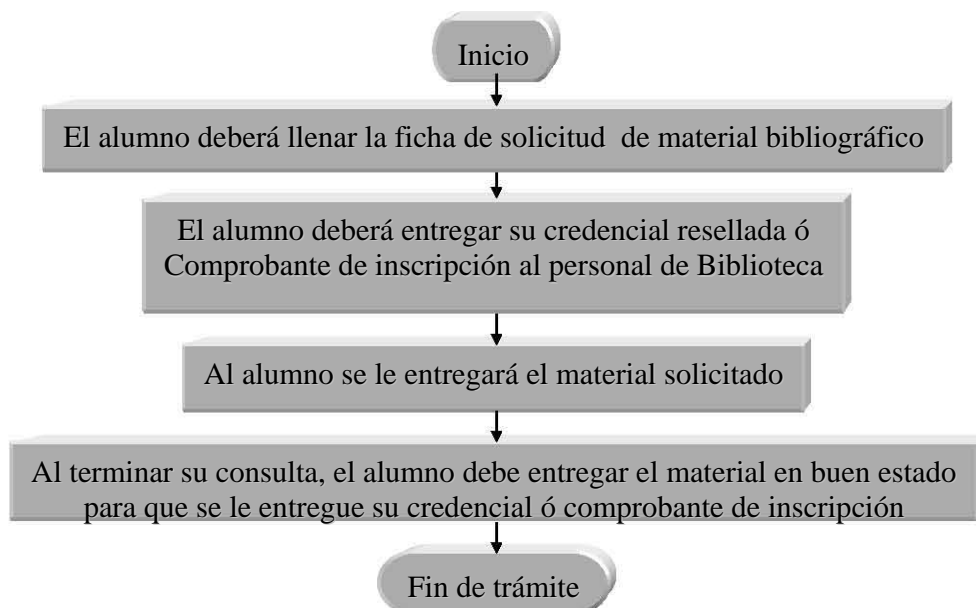 Inicio
El alumno deberá llenar la ficha de solicitud  de material bibliográfico
El alumno deberá entregar su credencial resellada ó
Comprobante de inscripción al personal de Biblioteca
Al alumno se le entregará el material solicitado
Al terminar su consulta, el alumno debe entregar el material en buen estado
para que se le entregue su credencial ó comprobante de inscripción
Fin de trámite